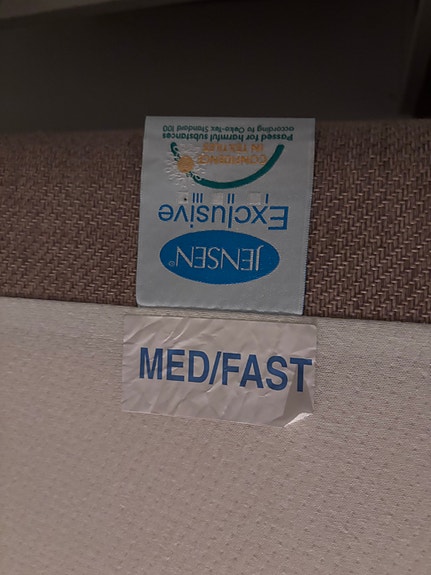 JENSEN®
Exclusive
CONFIDENCE
IN TEXTILES
Passed for harmful substances
according to Oeko-Tex Standard 100
MED/FAST